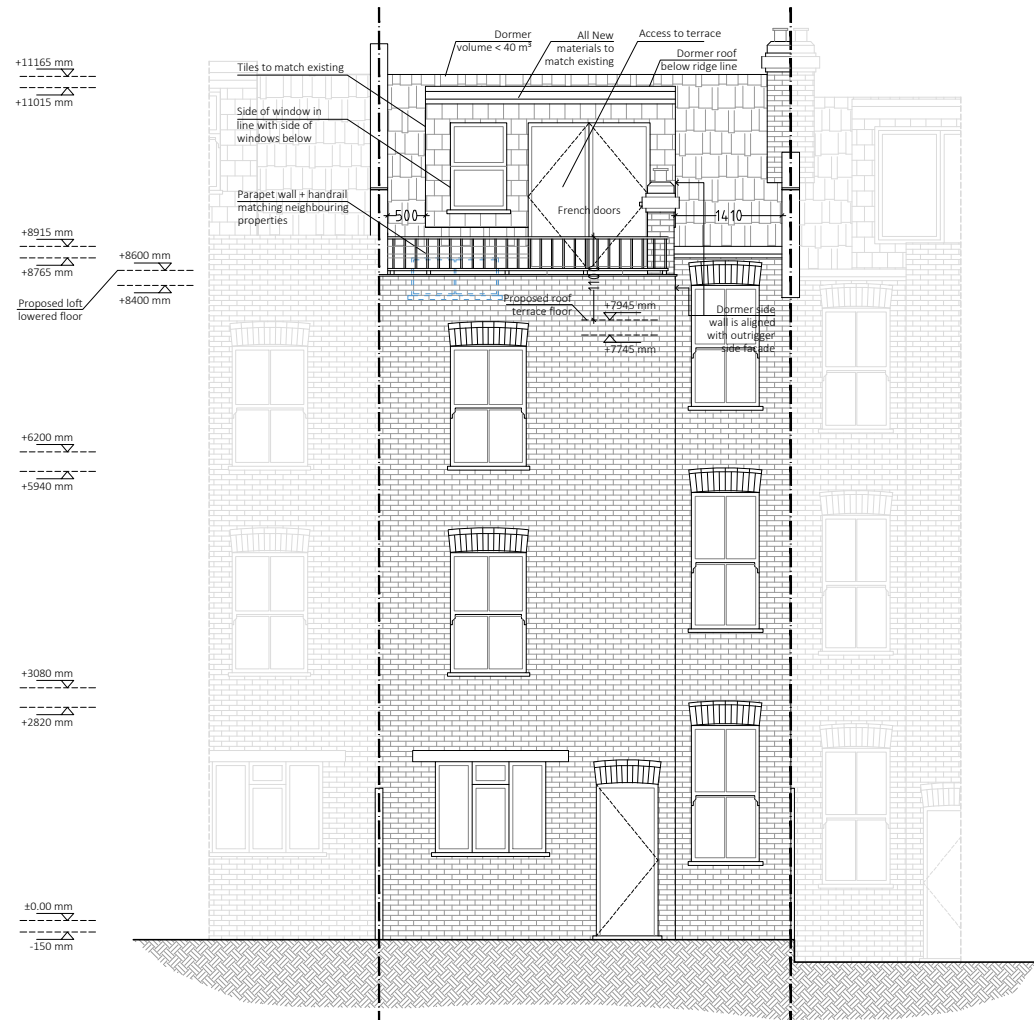 Dormer
volume < 40 m³
All New
materials to
match existing
Access to terrace
Dormer roof
below ridge line
+11165 mm
+11015 mm
Tiles to match existing
Side of window in
line with side of
windows below
Parapet wall + handrail
matching neighbouring
properties
500
French doors
1410
+8915 mm
+8765 mm
+8600 mm
+8400 mm
Proposed loft
lowered floor
1100
Proposed roof
terrace floor
+7945 mm
+7745 mm
Dormer side
wall is aligned
with outrigger
side facade
+6200 mm
+5940 mm
+3080 mm
+2820 mm
±0.00 mm
-150 mm